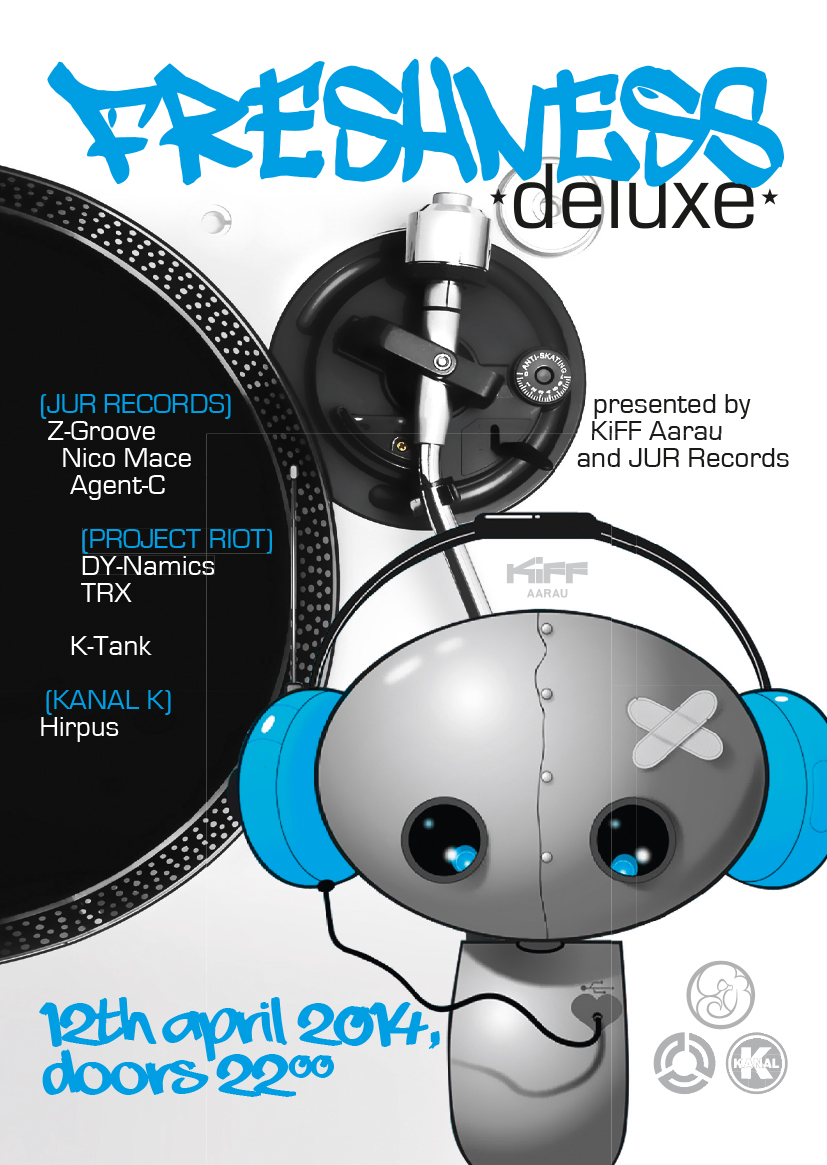 FRESHNESS
★deluxe★
ANTI-SKATING
(JUR RECORDS)
Z-Groove
Nico Mace
Agent-C
(PROJECT RIOT)
DY-Namics
TRX
K-Tank
(KANAL K)
Hirpus
presented by
KiFF Aarau
and JUR Records
KiFF
AARAU
12th april 2014,
doors 22⁰⁰
KANAL
K